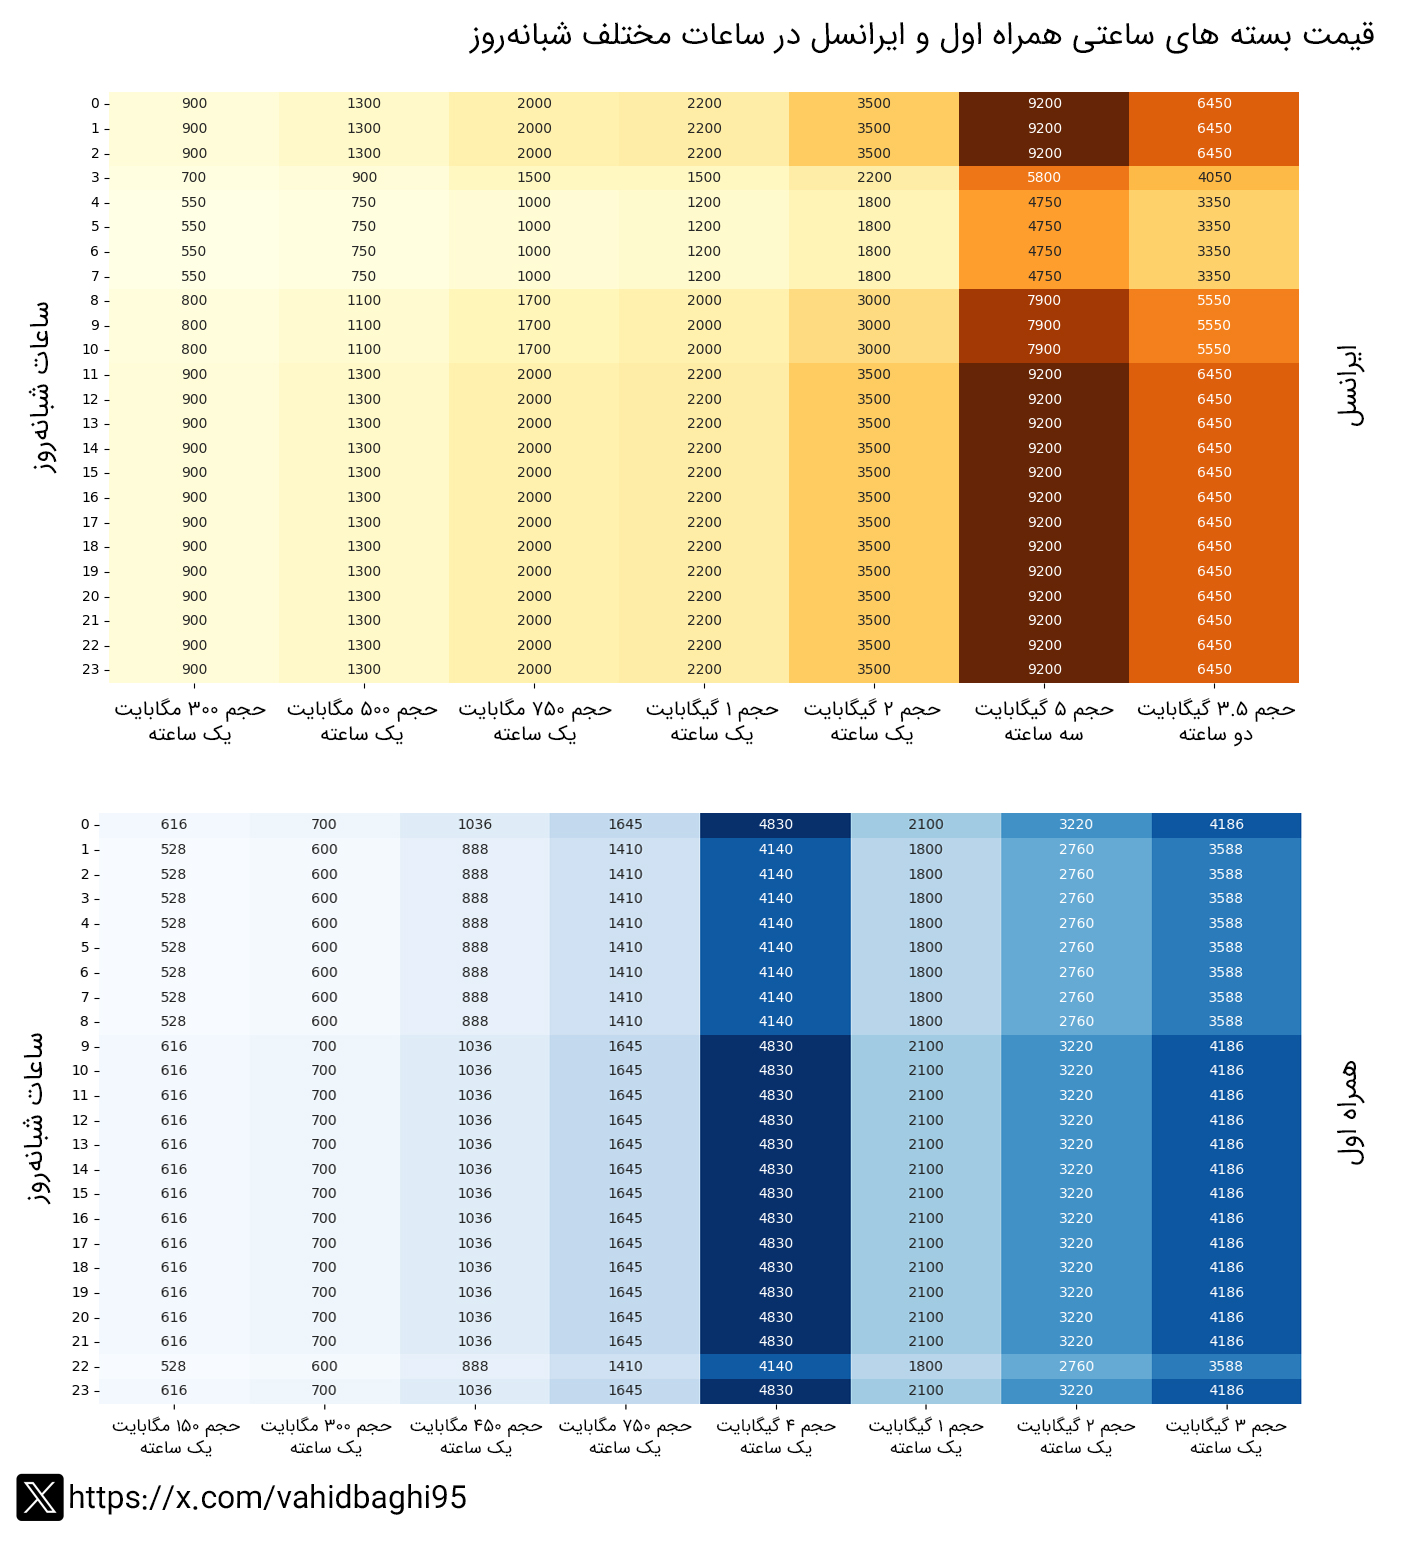 قیمت بسته های ساعتی همراه اول و ایرانسل در ساعات مختلف شبانه‌روز
ساعات شبانه‌روز
ایرانسل
0 900 1300 2000 2200 3500 9200 6450
1 900 1300 2000 2200 3500 9200 6450
2 900 1300 2000 2200 3500 9200 6450
3 700 900 1500 1500 2200 5800 4050
4 550 750 1000 1200 1800 4750 3350
5 550 750 1000 1200 1800 4750 3350
6 550 750 1000 1200 1800 4750 3350
7 550 750 1000 1200 1800 4750 3350
8 800 1100 1700 2000 3000 7900 5550
9 800 1100 1700 2000 3000 7900 5550
10 800 1100 1700 2000 3000 7900 5550
11 900 1300 2000 2200 3500 9200 6450
12 900 1300 2000 2200 3500 9200 6450
13 900 1300 2000 2200 3500 9200 6450
14 900 1300 2000 2200 3500 9200 6450
15 900 1300 2000 2200 3500 9200 6450
16 900 1300 2000 2200 3500 9200 6450
17 900 1300 2000 2200 3500 9200 6450
18 900 1300 2000 2200 3500 9200 6450
19 900 1300 2000 2200 3500 9200 6450
20 900 1300 2000 2200 3500 9200 6450
21 900 1300 2000 2200 3500 9200 6450
22 900 1300 2000 2200 3500 9200 6450
23 900 1300 2000 2200 3500 9200 6450
حجم ۳۰۰ مگابایت
یک ساعته
حجم ۵۰۰ مگابایت
یک ساعته
حجم ۷۵۰ مگابایت
یک ساعته
حجم ۱ گیگابایت
یک ساعته
حجم ۲ گیگابایت
یک ساعته
حجم ۵ گیگابایت
سه ساعته
حجم ۳.۵ گیگابایت
دو ساعته
ساعات شبانه‌روز
همراه اول
0 616 700 1036 1645 4830 2100 3220 4186
1 528 600 888 1410 4140 1800 2760 3588
2 528 600 888 1410 4140 1800 2760 3588
3 528 600 888 1410 4140 1800 2760 3588
4 528 600 888 1410 4140 1800 2760 3588
5 528 600 888 1410 4140 1800 2760 3588
6 528 600 888 1410 4140 1800 2760 3588
7 528 600 888 1410 4140 1800 2760 3588
8 528 600 888 1410 4140 1800 2760 3588
9 616 700 1036 1645 4830 2100 3220 4186
10 616 700 1036 1645 4830 2100 3220 4186
11 616 700 1036 1645 4830 2100 3220 4186
12 616 700 1036 1645 4830 2100 3220 4186
13 616 700 1036 1645 4830 2100 3220 4186
14 616 700 1036 1645 4830 2100 3220 4186
15 616 700 1036 1645 4830 2100 3220 4186
16 616 700 1036 1645 4830 2100 3220 4186
17 616 700 1036 1645 4830 2100 3220 4186
18 616 700 1036 1645 4830 2100 3220 4186
19 616 700 1036 1645 4830 2100 3220 4186
20 616 700 1036 1645 4830 2100 3220 4186
21 616 700 1036 1645 4830 2100 3220 4186
22 528 600 888 1410 4140 1800 2760 3588
23 616 700 1036 1645 4830 2100 3220 4186
حجم ۱۵۰ مگابایت
یک ساعته
حجم ۳۰۰ مگابایت
یک ساعته
حجم ۴۵۰ مگابایت
یک ساعته
حجم ۷۵۰ مگابایت
یک ساعته
حجم ۴ گیگابایت
یک ساعته
حجم ۱ گیگابایت
یک ساعته
حجم ۲ گیگابایت
یک ساعته
حجم ۳ گیگابایت
یک ساعته
https://x.com/vahidbaghi95